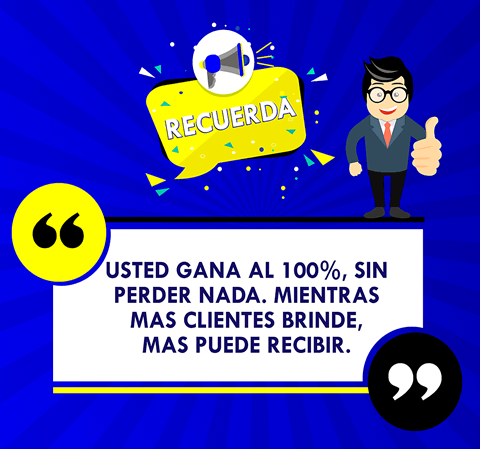 RECUERDA
“
USTED GANA AL 100%, SIN
PERDER NADA. MIENTRAS
MAS CLIENTES BRINDE,
MAS PUEDE RECIBIR.
”